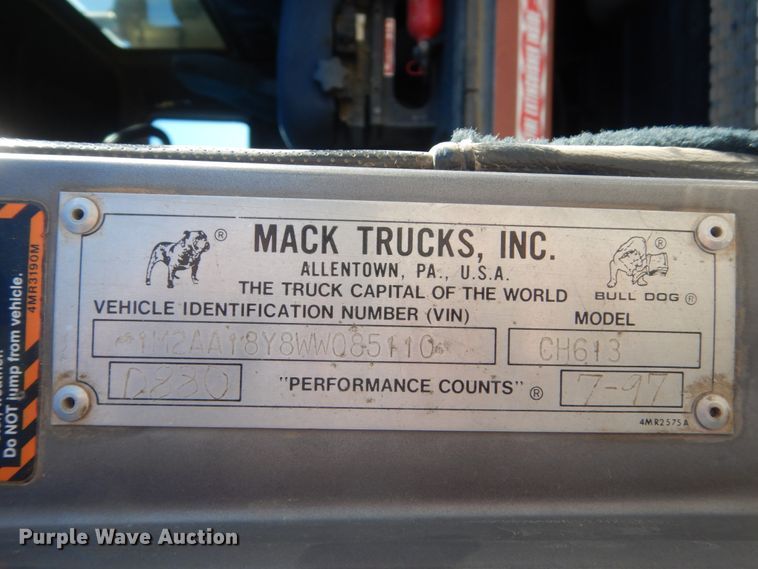 MACK TRUCKS, INC.
ALLENTOWN, PA., U.S.A.
THE TRUCK CAPITAL OF THE WORLD
BULL DOG ®
VEHICLE IDENTIFICATION NUMBER (VIN)
MODEL
*1M2AA18Y8WW085110*
CH613
D880
"PERFORMANCE COUNTS" ®
7-97
4MR2575A
Do NOT jump from vehicle.
4MR3190M
Purple Wave Auction